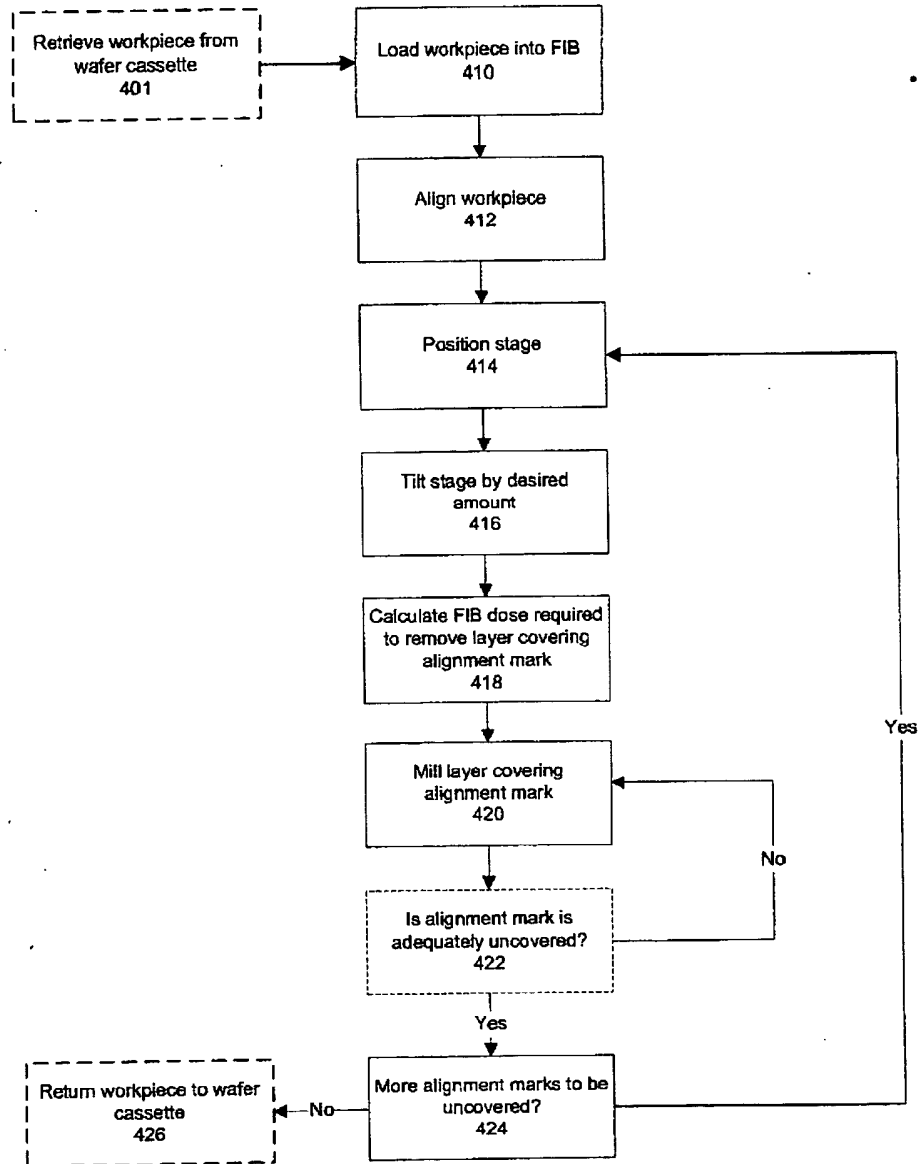 Retrieve workpiece from
wafer cassette
401
Load workpiece into FIB
410
Align workpiece
412
Position stage
414
Tilt stage by desired
amount
416
Calculate FIB dose required
to remove layer covering
alignment mark
418
Mill layer covering
alignment mark
420
No
Yes
Is alignment mark is
adequately uncovered?
422
Yes
More alignment marks to be
uncovered?
424
No
Return workpiece to wafer
cassette
426